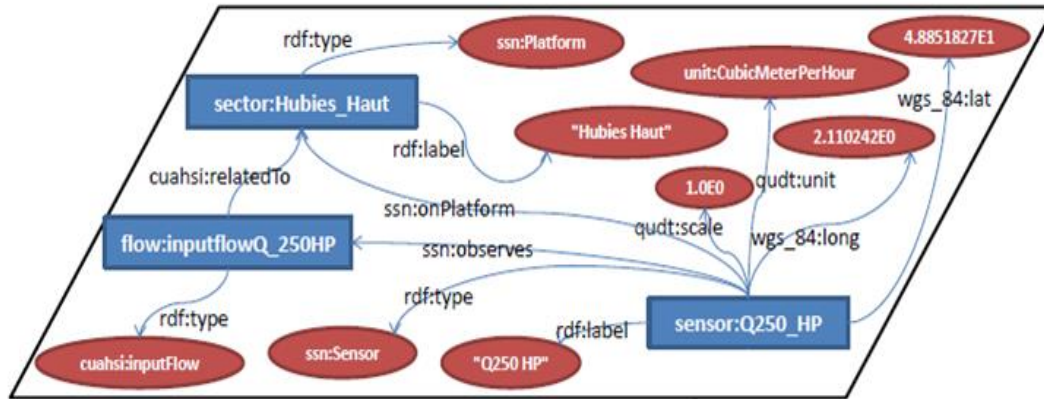 rdf:type
ssn:Platform
4.8851827E1
unit:CubicMeterPerHour
sector:Hubies_Haut
wgs_84:lat
"Hubies Haut"
2.110242E0
rdf:label
cuahsi:relatedTo
1.0E0
qudt:unit
ssn:onPlatform
qudt:scale
flow:inputflowQ_250HP
ssn:observes
wgs_84:long
rdf:type
rdf:type
sensor:Q250_HP
rdf:label
cuahsi:inputFlow
ssn:Sensor
"Q250 HP"